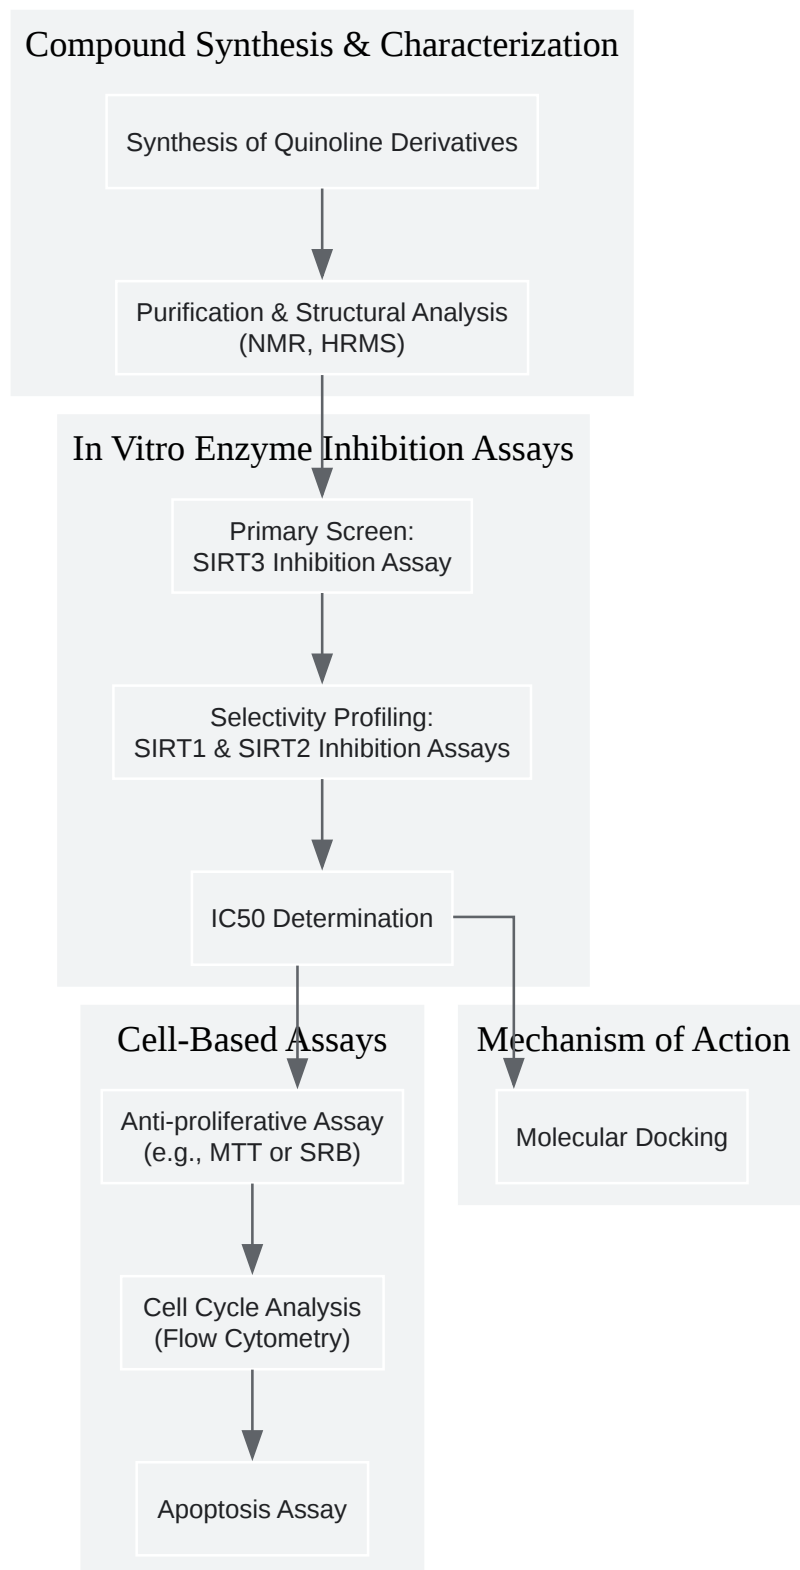 Compound Synthesis & Characterization
Synthesis of Quinoline Derivatives
Purification & Structural Analysis
(NMR, HRMS)
In Vitro Enzyme Inhibition Assays
Primary Screen:
SIRT3 Inhibition Assay
Selectivity Profiling:
SIRT1 & SIRT2 Inhibition Assays
IC50 Determination
Cell-Based Assays
Mechanism of Action
Anti-proliferative Assay
(e.g., MTT or SRB)
Molecular Docking
Cell Cycle Analysis
(Flow Cytometry)
Apoptosis Assay